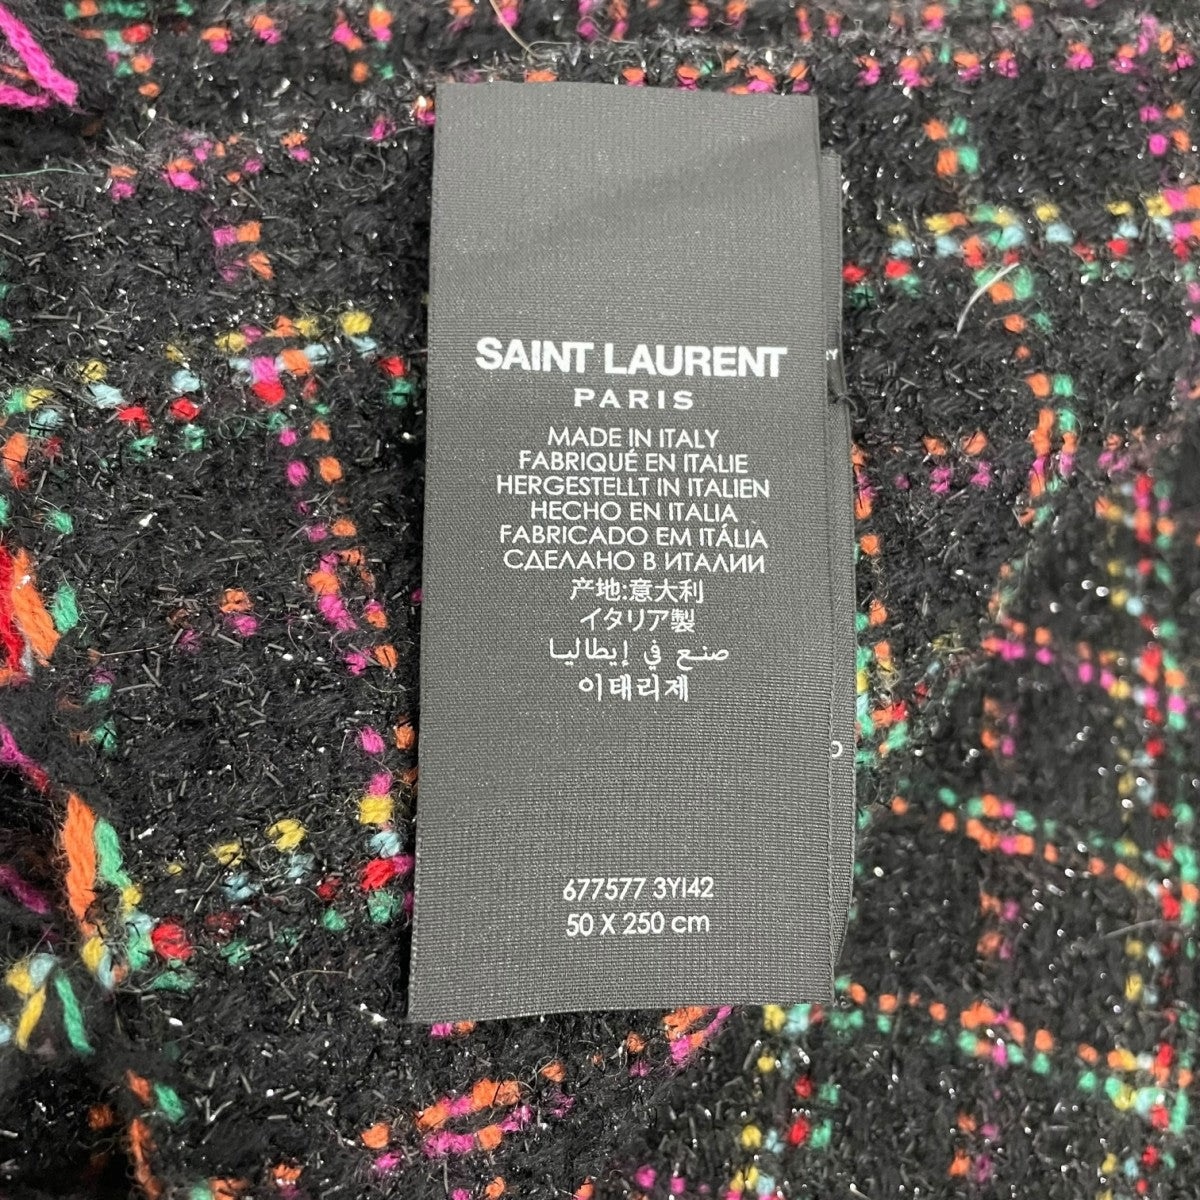 SAINT LAURENT
PARIS
MADE IN ITALY
FABRIQUÉ EN ITALIE
HERGESTELLT IN ITALIEN
HECHO EN ITALIA
FABRICADO EM ITÁLIA
СДЕЛАНО В ИТАЛИИ
产地:意大利
イタリア製
صنع في إيطاليا
이태리제
677577 3YI42
50 X 250 cm